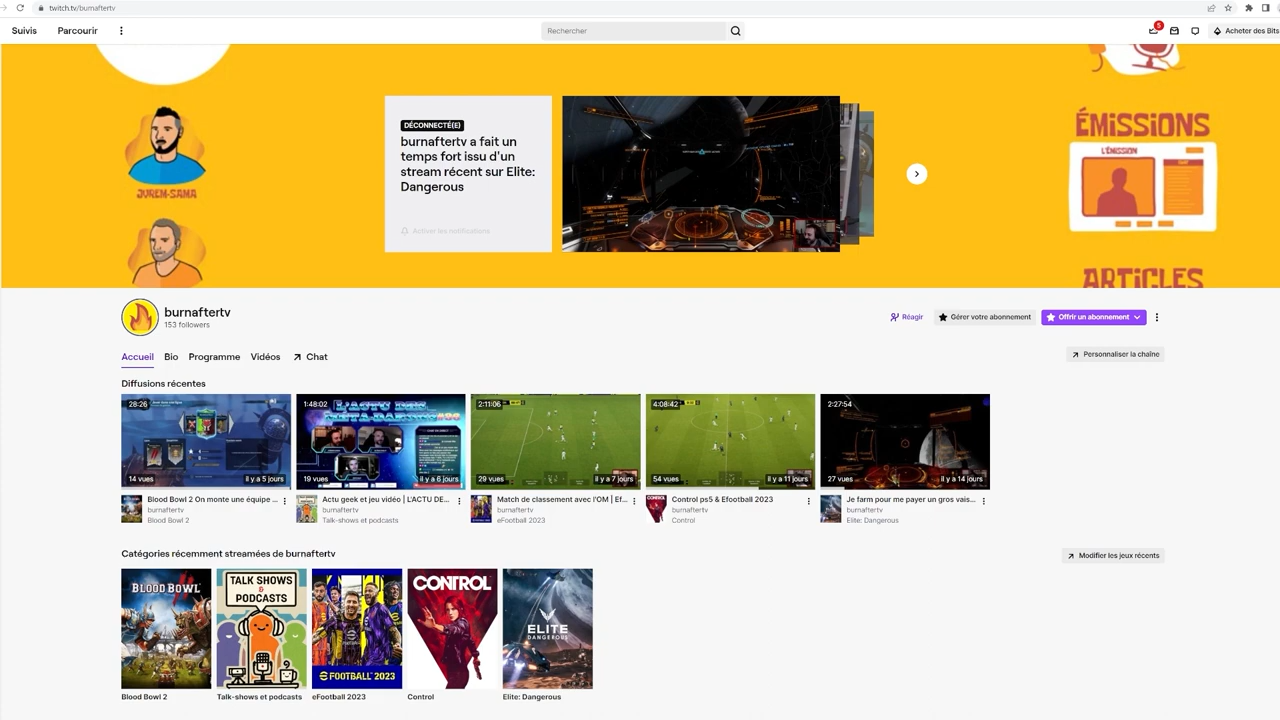 twitch.tv/burnaftertv
Suivis
Parcourir
Rechercher
5
Acheter des Bits
JVREM-SAMA
DÉCONNECTÉ(E)
burnaftertv a fait un
temps fort issu d'un
stream récent sur Elite:
Dangerous
Activer les notifications
ÉMISSIONS
L'ÉMISSION
ARTICLES
burnaftertv
153 followers
Réagir
Gérer votre abonnement
Offrir un abonnement
Accueil
Bio
Programme
Vidéos
Chat
Personnaliser la chaîne
Diffusions récentes
28:26
14 vues
il y a 5 jours
Blood Bowl 2 On monte une équipe ...
burnaftertv
Blood Bowl 2
1:48:02
L'ACTU DES...
19 vues
il y a 6 jours
Actu geek et jeu vidéo | L'ACTU DE...
burnaftertv
Talk-shows et podcasts
2:11:06
29 vues
il y a 7 jours
Match de classement avec l'OM | Ef...
burnaftertv
eFootball 2023
4:08:42
54 vues
il y a 11 jours
Control ps5 & Efootball 2023
burnaftertv
Control
2:27:54
27 vues
il y a 14 jours
Je farm pour me payer un gros vais...
burnaftertv
Elite: Dangerous
Catégories récemment streamées de burnaftertv
Modifier les jeux récents
BLOOD BOWL
TALK SHOWS
&
PODCASTS
eFOOTBALL 2023
CONTROL
ELITE
DANGEROUS
Blood Bowl 2
Talk-shows et podcasts
eFootball 2023
Control
Elite: Dangerous